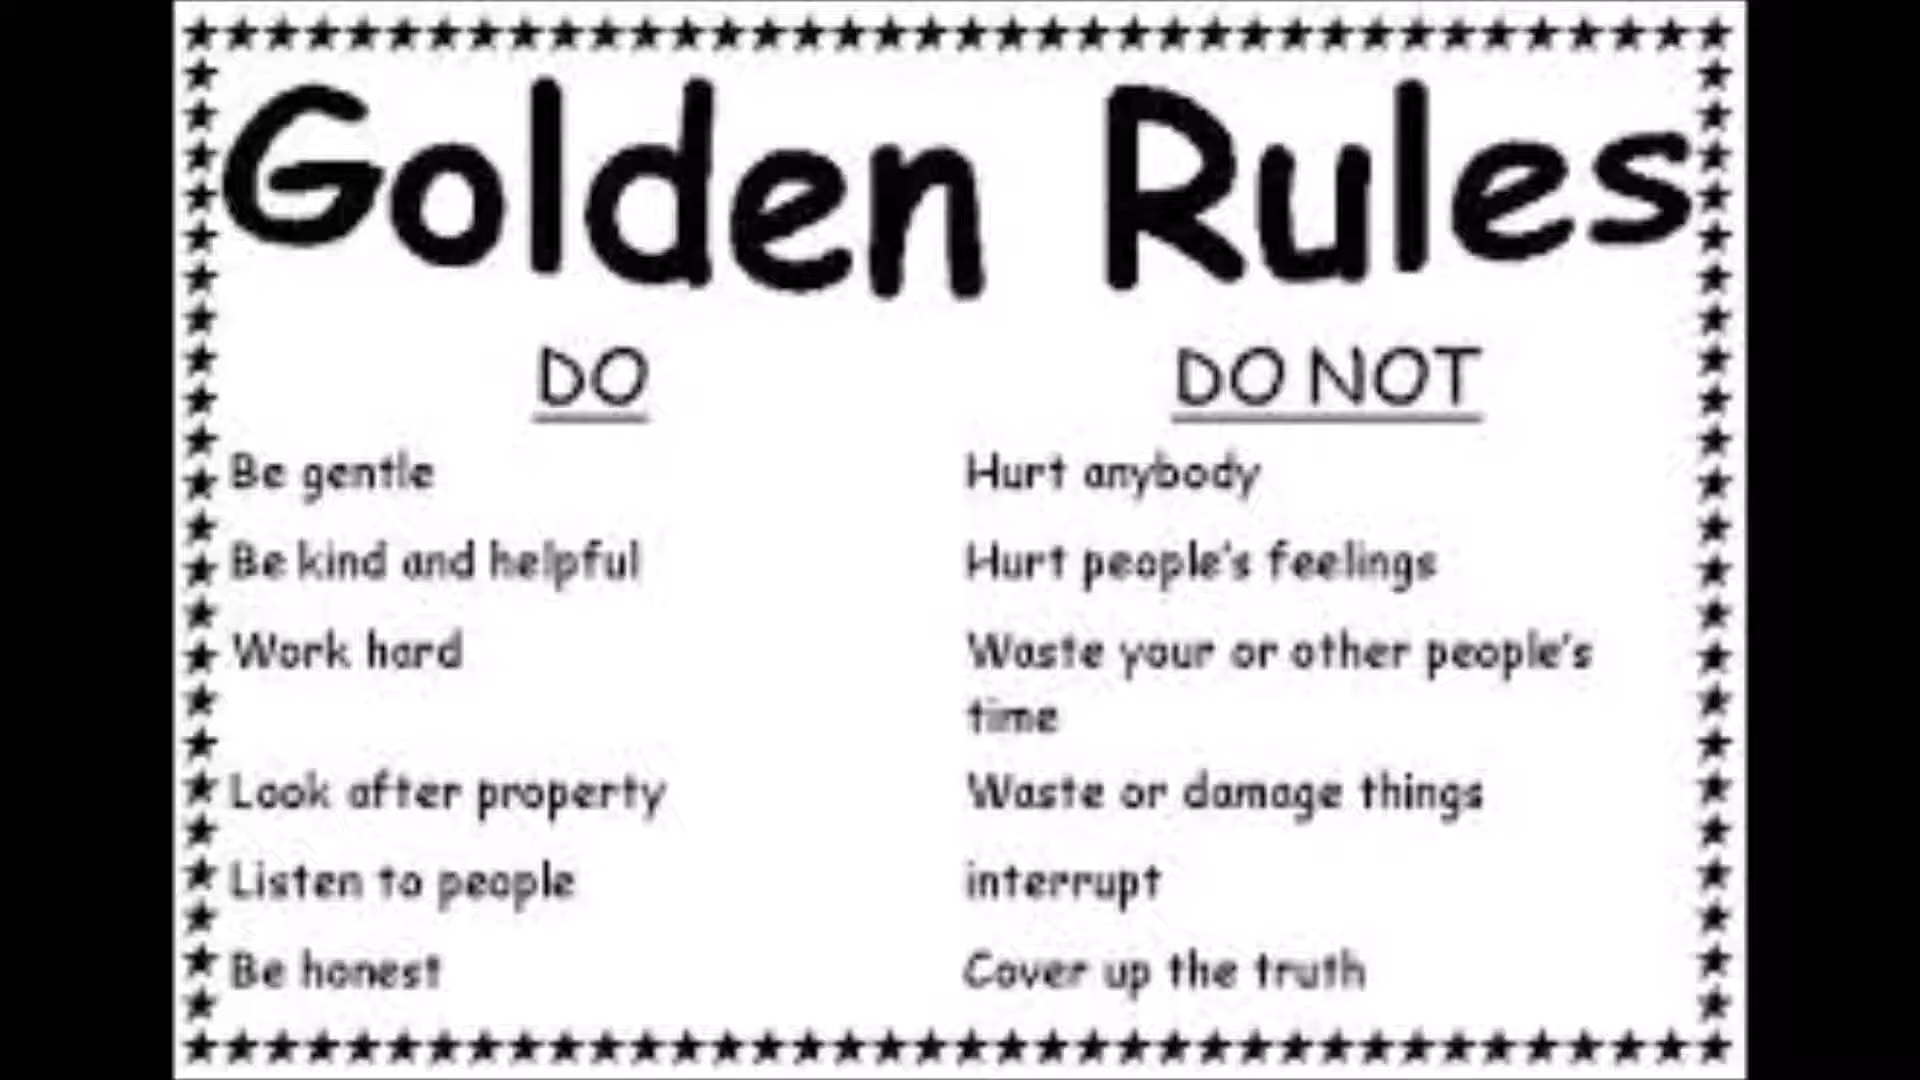 Golden Rules
DO
DO NOT
Be gentle
Hurt anybody
Be kind and helpful
Hurt people's feelings
Work hard
Waste your or other people's
time
Look after property
Waste or damage things
Listen to people
interrupt
Be honest
Cover up the truth